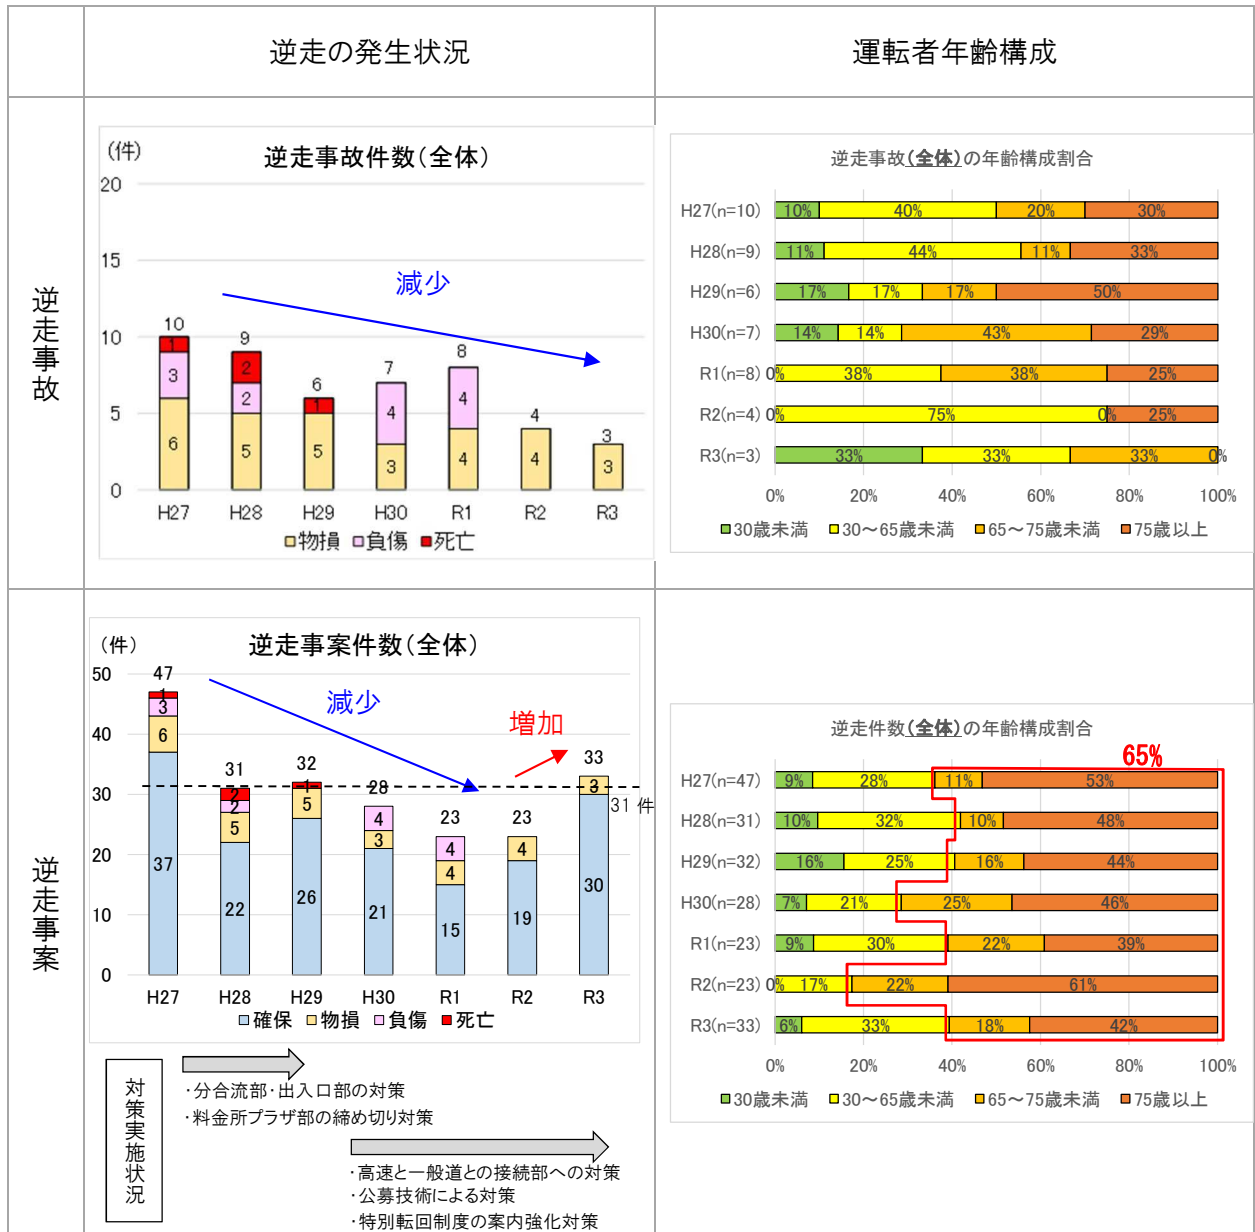 逆走の発生状況
運転者年齢構成
逆走事故
(件)
逆走事故件数(全体)
20
15
10
5
0
減少
10
1
3
6
9
2
2
5
6
1
5
7
4
3
8
4
4
4
4
3
3
H27 H28 H29 H30 R1 R2 R3
物損 負傷 死亡
逆走事故(全体)の年齢構成割合
H27(n=10) 10% 40% 20% 30%
H28(n=9) 11% 44% 11% 33%
H29(n=6) 17% 17% 17% 50%
H30(n=7) 14% 14% 43% 29%
R1(n=8) 0% 38% 38% 25%
R2(n=4) 0% 75% 0% 25%
R3(n=3) 33% 33% 33% 0%
0% 20% 40% 60% 80% 100%
30歳未満 30~65歳未満 65~75歳未満 75歳以上
逆走事案
(件)
逆走事案件数(全体)
50
40
30
20
10
0
減少
増加
47
1
3
6
37
31
2
2
5
22
32
1
5
26
28
4
3
21
23
4
4
15
23
4
19
33
3
30
31 件
H27 H28 H29 H30 R1 R2 R3
確保 物損 負傷 死亡
対策実施状況
・分合流部・出入口部の対策
・料金所プラザ部の締め切り対策
・高速と一般道との接続部への対策
・公募技術による対策
・特別転回制度の案内強化対策
逆走件数(全体)の年齢構成割合
65%
H27(n=47) 9% 28% 11% 53%
H28(n=31) 10% 32% 10% 48%
H29(n=32) 16% 25% 16% 44%
H30(n=28) 7% 21% 25% 46%
R1(n=23) 9% 30% 22% 39%
R2(n=23) 0% 17% 22% 61%
R3(n=33) 6% 33% 18% 42%
0% 20% 40% 60% 80% 100%
30歳未満 30~65歳未満 65~75歳未満 75歳以上